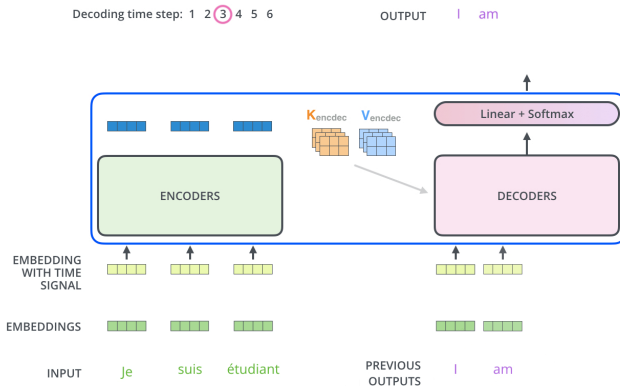 Decoding time step: 1 2 3 4 5 6
OUTPUT I am
Kencdec Vencdec
Linear + Softmax
ENCODERS
DECODERS
EMBEDDING
WITH TIME
SIGNAL
EMBEDDINGS
INPUT Je suis étudiant
PREVIOUS
OUTPUTS
I am